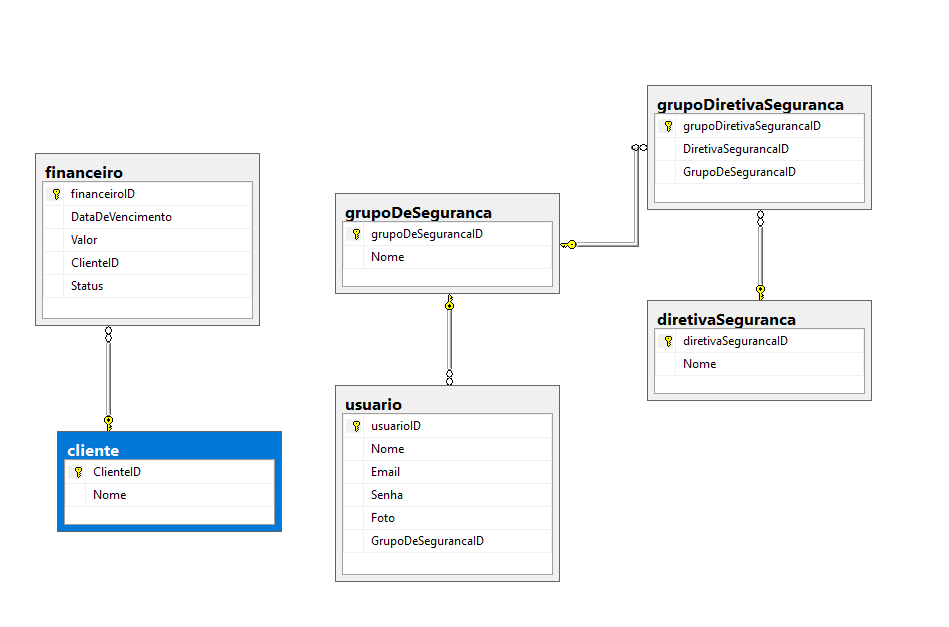 financeiro
financeiroID
DataDeVencimento
Valor
ClienteID
Status
cliente
ClienteID
Nome
grupoDeSeguranca
grupoDeSegurancaID
Nome
usuario
usuarioID
Nome
Email
Senha
Foto
GrupoDeSegurancaID
grupoDiretivaSeguranca
grupoDiretivaSegurancaID
DiretivaSegurancaID
GrupoDeSegurancaID
diretivaSeguranca
diretivaSegurancaID
Nome